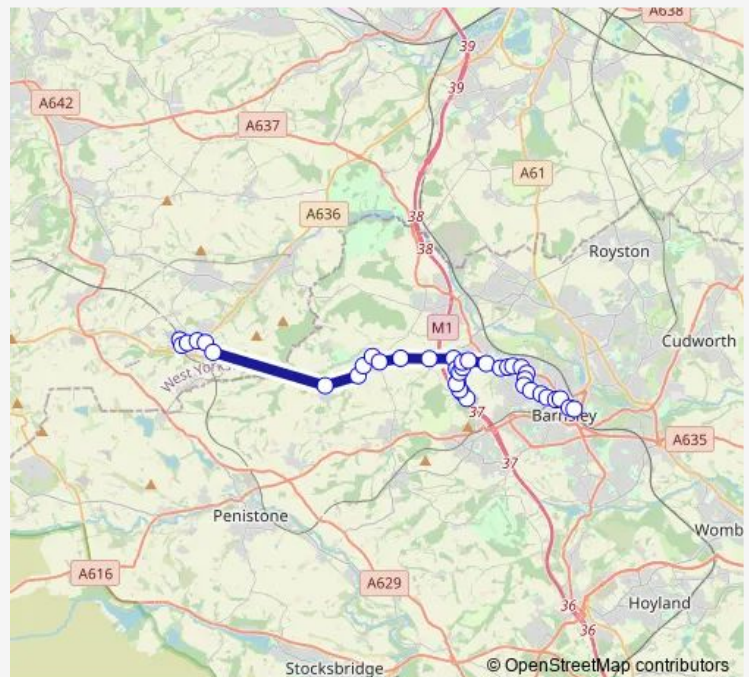 A638
39
A642
39
A637
A61
A636
38
38
Royston
M1
Cudworth
West York
37
Barnsley
A635
37
Penistone
Womb
A616
A629
36
Hoyland
36
Stocksbridge
© OpenStreetMap contributors